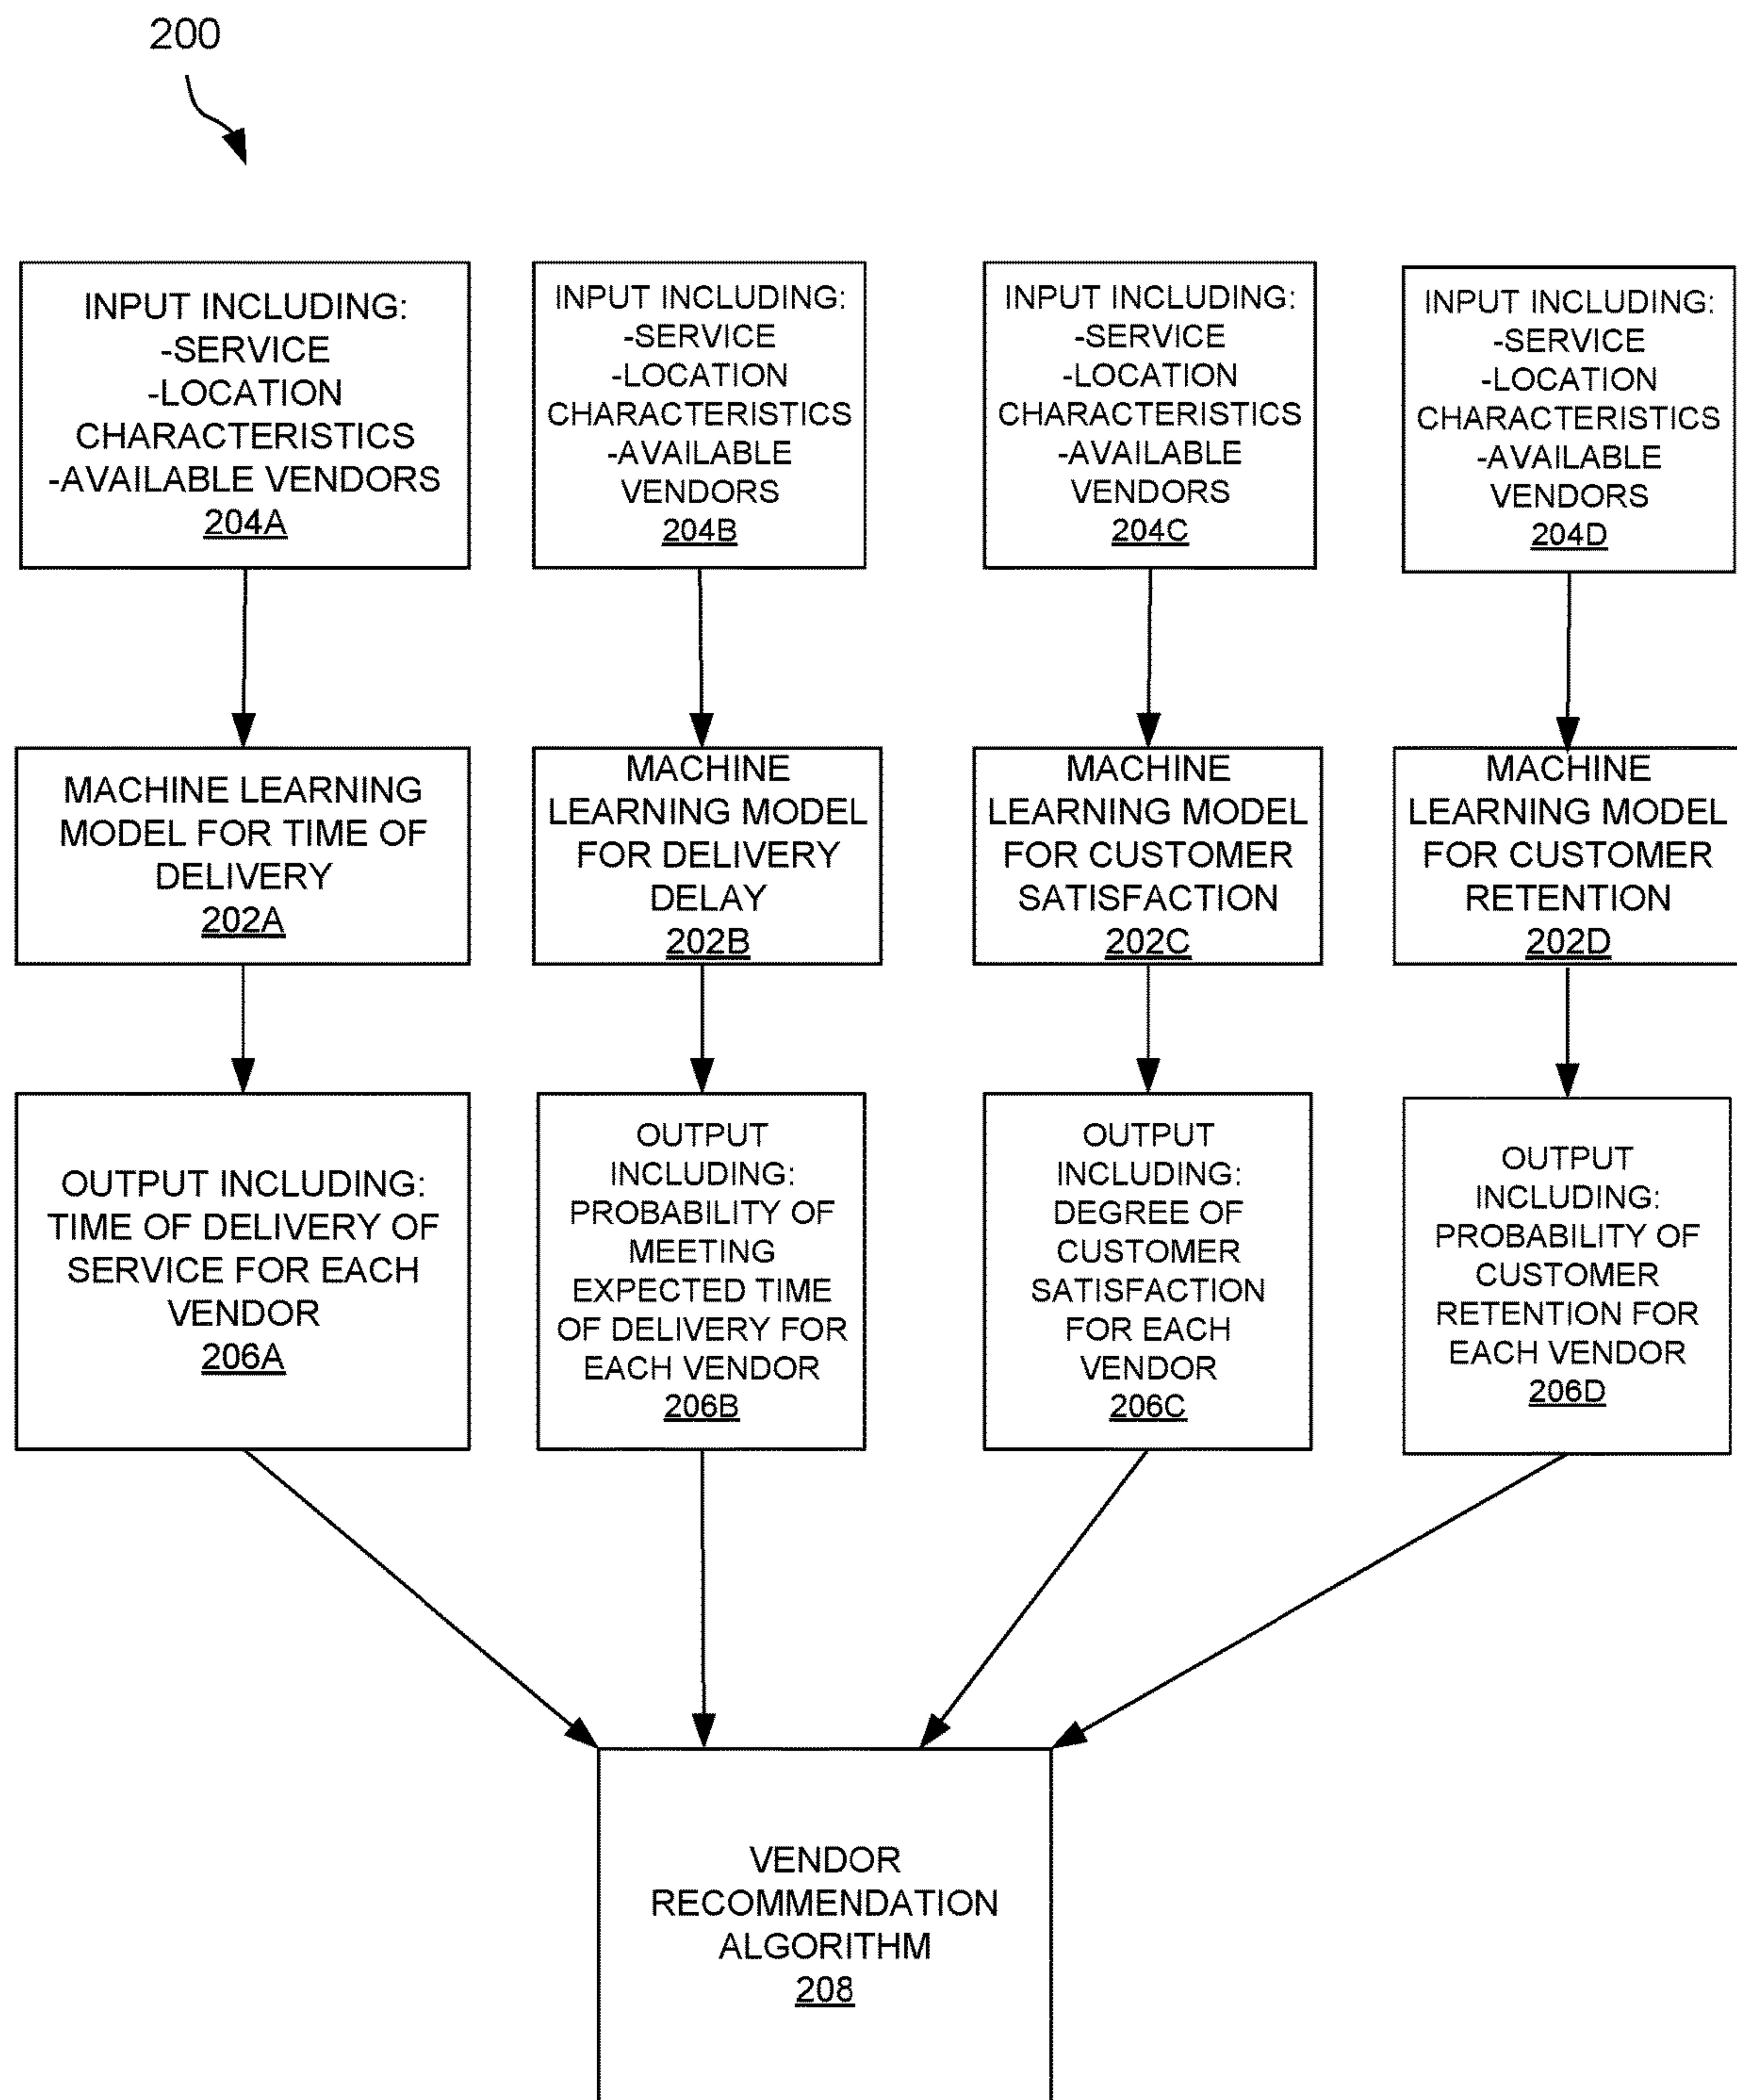 200
INPUT INCLUDING:
-SERVICE
-LOCATION
CHARACTERISTICS
-AVAILABLE VENDORS
204A
INPUT INCLUDING:
-SERVICE
-LOCATION
CHARACTERISTICS
-AVAILABLE
VENDORS
204B
INPUT INCLUDING:
-SERVICE
-LOCATION
CHARACTERISTICS
-AVAILABLE
VENDORS
204C
INPUT INCLUDING:
-SERVICE
-LOCATION
CHARACTERISTICS
-AVAILABLE
VENDORS
204D
MACHINE LEARNING
MODEL FOR TIME OF
DELIVERY
202A
MACHINE
LEARNING MODEL
FOR DELIVERY
DELAY
202B
MACHINE
LEARNING MODEL
FOR CUSTOMER
SATISFACTION
202C
MACHINE
LEARNING MODEL
FOR CUSTOMER
RETENTION
202D
OUTPUT INCLUDING:
TIME OF DELIVERY OF
SERVICE FOR EACH
VENDOR
206A
OUTPUT
INCLUDING:
PROBABILITY OF
MEETING
EXPECTED TIME
OF DELIVERY FOR
EACH VENDOR
206B
OUTPUT
INCLUDING:
DEGREE OF
CUSTOMER
SATISFACTION
FOR EACH
VENDOR
206C
OUTPUT
INCLUDING:
PROBABILITY OF
CUSTOMER
RETENTION FOR
EACH VENDOR
206D
VENDOR
RECOMMENDATION
ALGORITHM
208